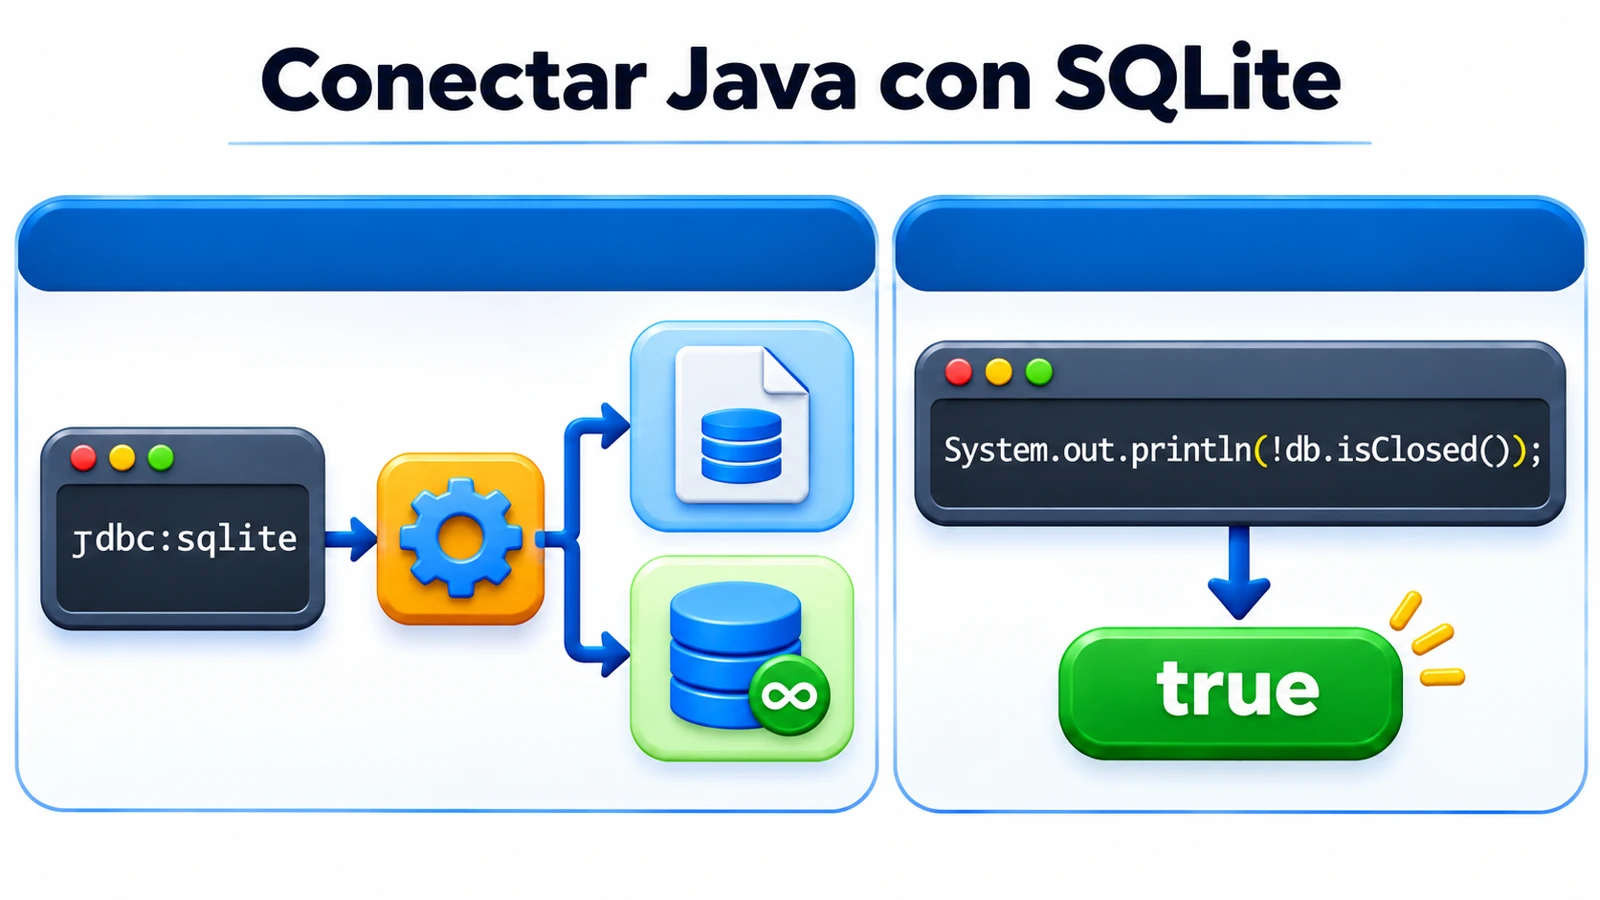 Conectar Java con SQLite
jdbc:sqlite
System.out.println(!db.isClosed());
true